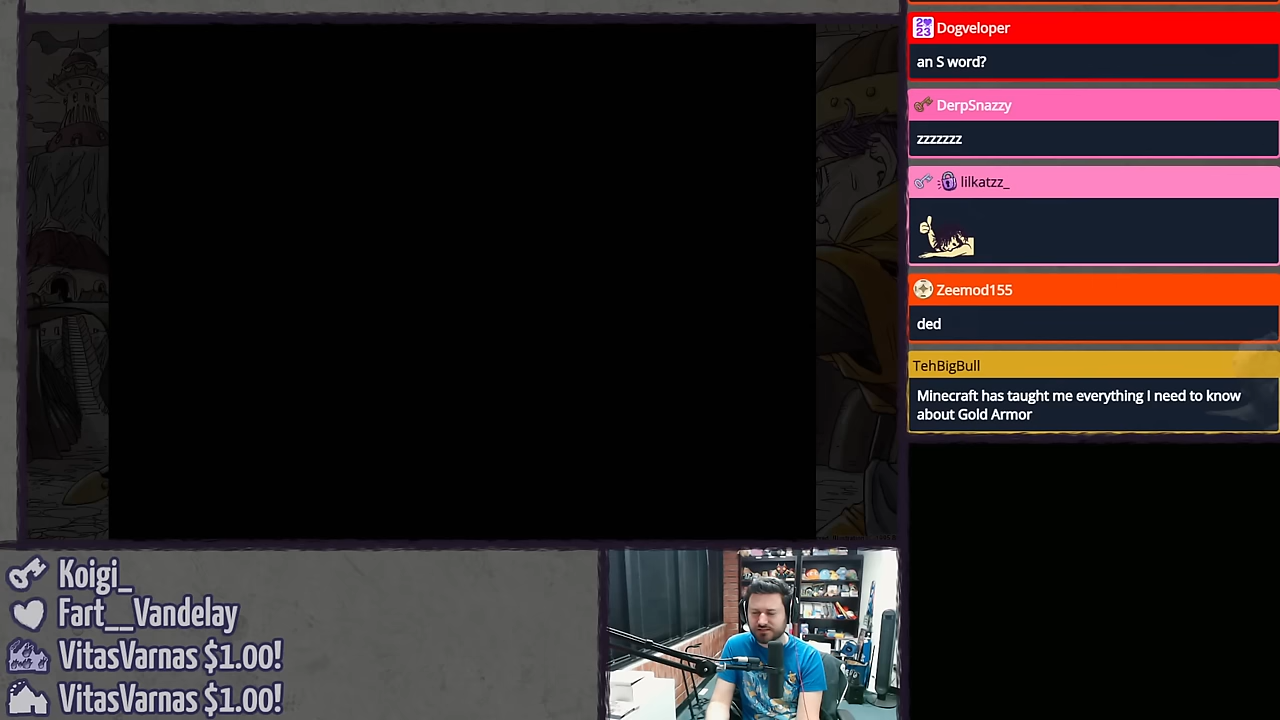 Dogveloper
an S word?
DerpSnazzy
zzzzzzz
lilkatzz_
Zeemod155
ded
TehBigBull
Minecraft has taught me everything I need to know
about Gold Armor
Koigi_
Fart__Vandelay
VitasVarnas $1.00!
VitasVarnas $1.00!